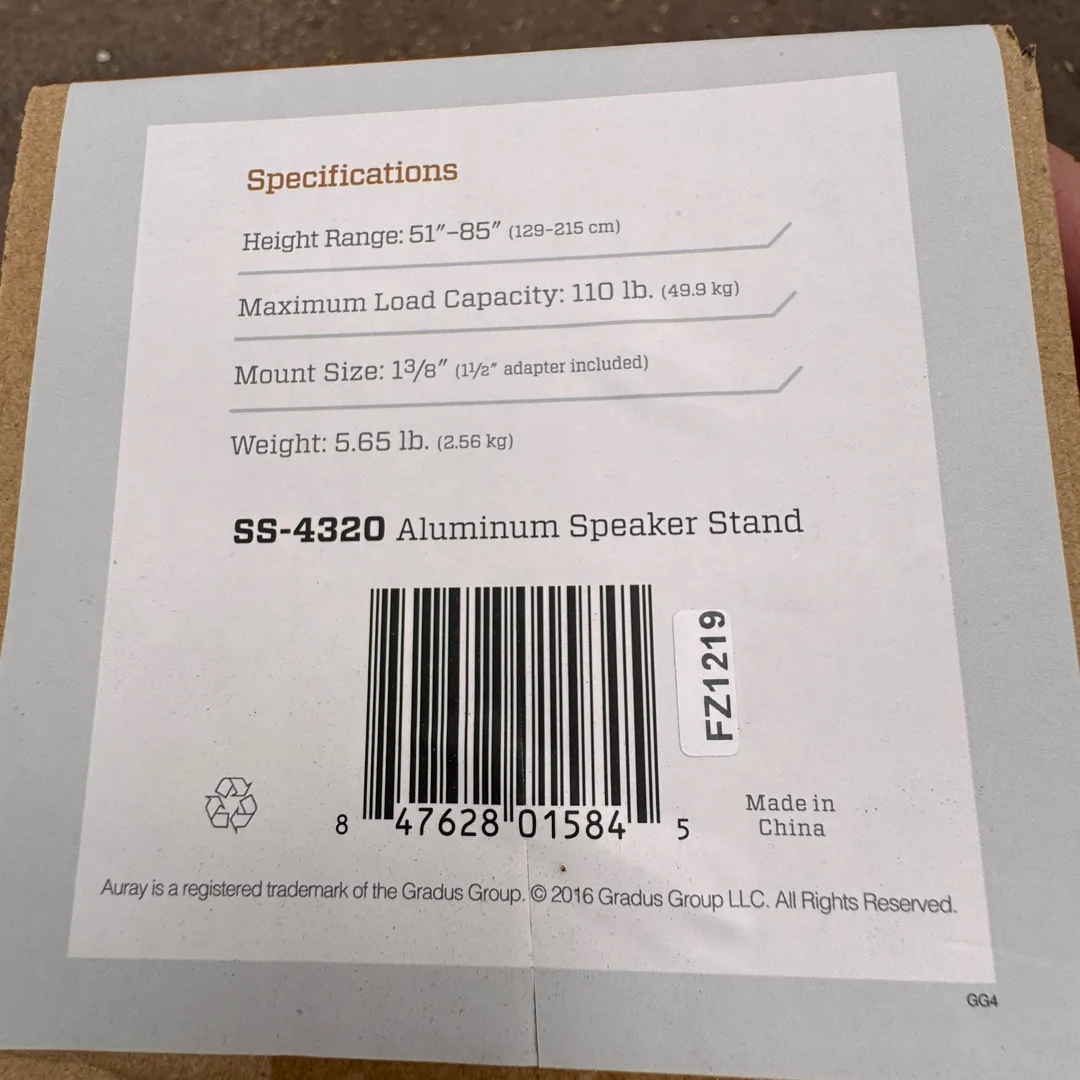 Specifications
Height Range: 51″–85″ (129-215 cm)
Maximum Load Capacity: 110 lb. (49.9 kg)
Mount Size: 1³/8″ (1½″ adapter included)
Weight: 5.65 lb. (2.56 kg)
SS-4320 Aluminum Speaker Stand
FZ1219
8 47628 01584 5
Made in
China
Auray is a registered trademark of the Gradus Group. © 2016 Gradus Group LLC. All Rights Reserved.
GG4